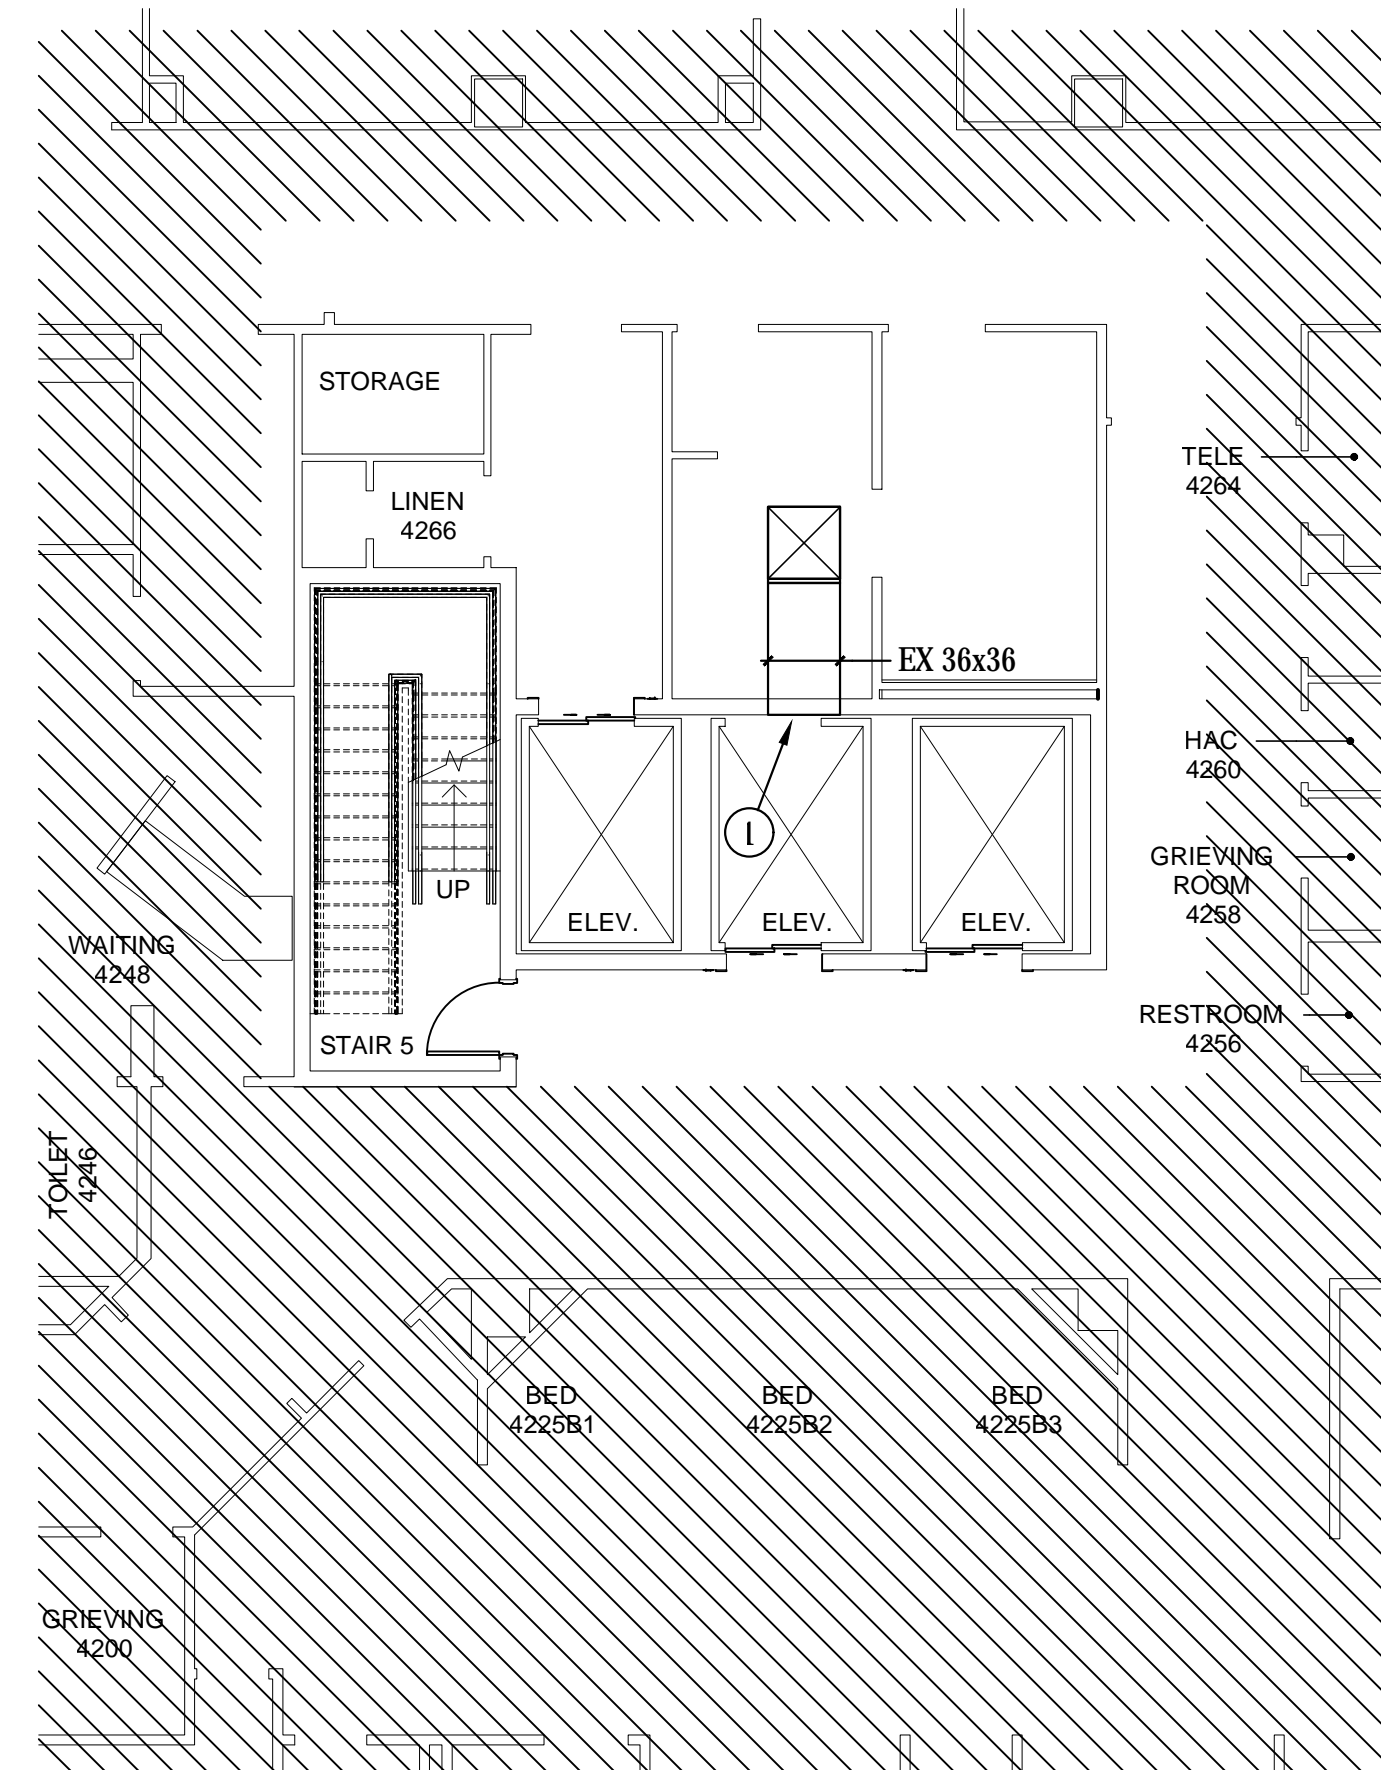 STORAGE
LINEN
4266
TELE
4264
EX 36x36
HAC
4260
1
GRIEVING
ROOM
4258
UP
ELEV.
ELEV.
ELEV.
WAITING
4248
RESTROOM
4256
STAIR 5
TOILET
4246
BED
4225B1
BED
4225B2
BED
4225B3
GRIEVING
4200